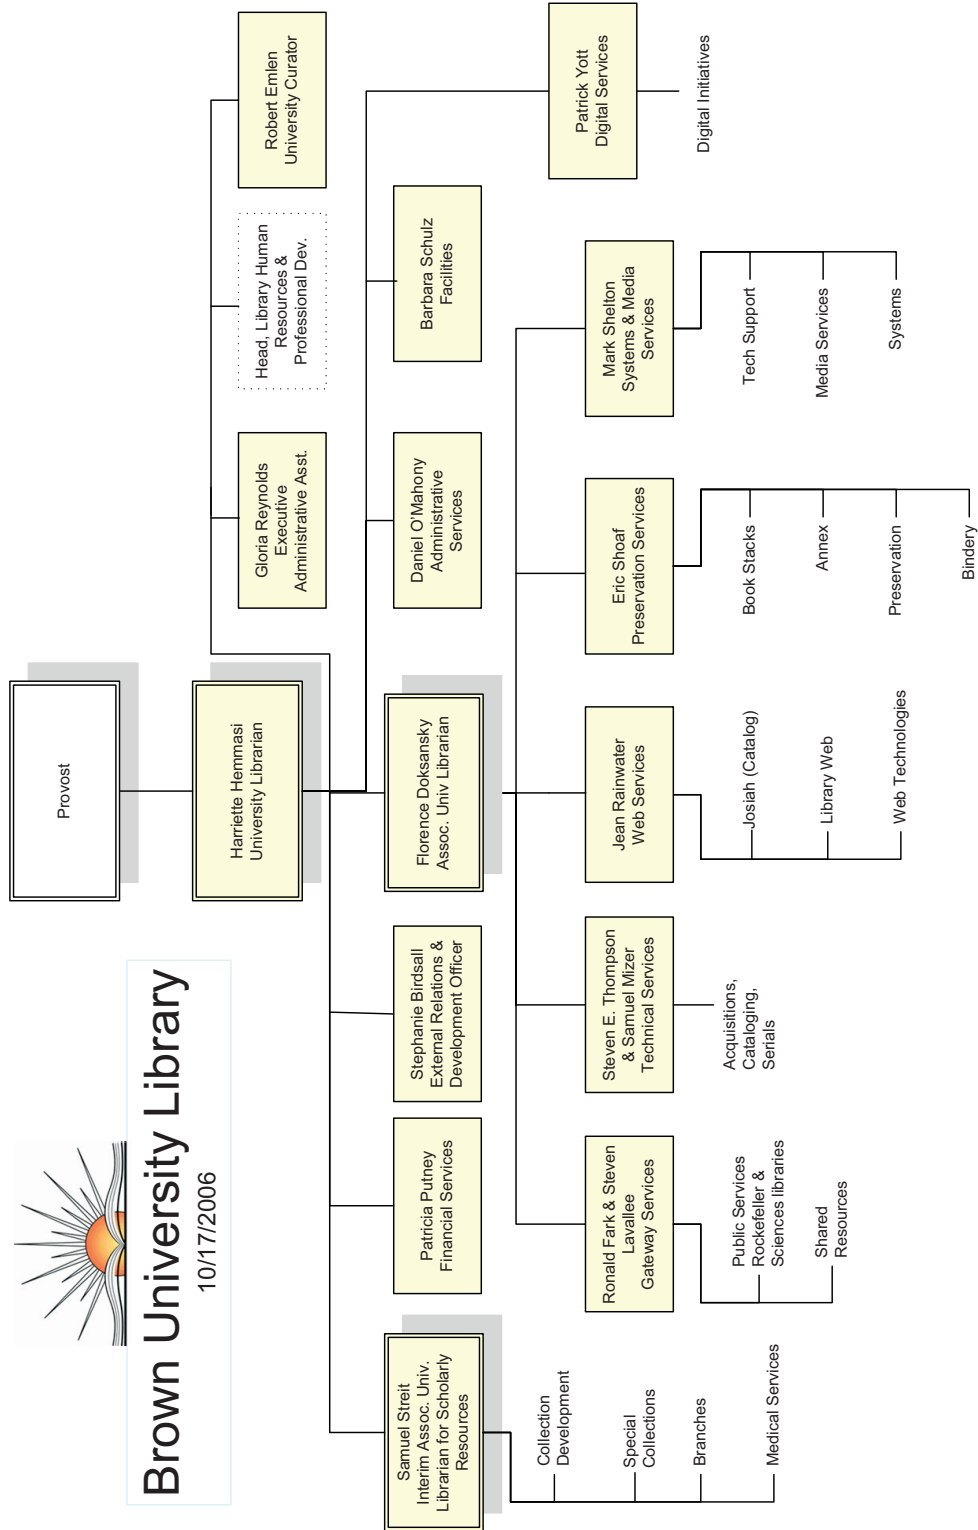 Brown University Library
10/17/2006
Provost
Harriette Hemmasi
University Librarian
Gloria Reynolds
Executive
Administrative Asst.
Head, Library Human
Resources &
Professional Dev.
Robert Emlen
University Curator
Samuel Streit
Interim Assoc. Univ.
Librarian for Scholarly
Resources
Patricia Putney
Financial Services
Stephanie Birdsall
External Relations &
Development Officer
Florence Doksansky
Assoc. Univ Librarian
Daniel O'Mahony
Administrative
Services
Barbara Schulz
Facilities
Patrick Yott
Digital Services
Digital Initiatives
Collection
Development
Special
Collections
Branches
Medical Services
Ronald Fark & Steven
Lavallee
Gateway Services
Public Services
Rockefeller &
Sciences libraries
Shared
Resources
Steven E. Thompson
& Samuel Mizer
Technical Services
Acquisitions,
Cataloging,
Serials
Jean Rainwater
Web Services
Josiah (Catalog)
Library Web
Web Technologies
Eric Shoaf
Preservation Services
Book Stacks
Annex
Preservation
Bindery
Mark Shelton
Systems & Media
Services
Tech Support
Media Services
Systems